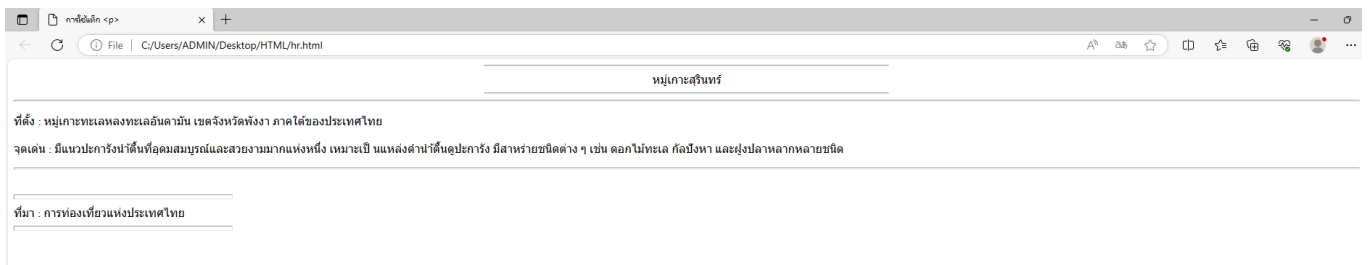 การใช้แท็ก <p>
File
C:/Users/ADMIN/Desktop/HTML/hr.html
หมู่เกาะสุรินทร์
ที่ตั้ง : หมู่เกาะทะเลหลงทะเลอันดามัน เขตจังหวัดพังงา ภาคใต้ของประเทศไทย
จุดเด่น : มีแนวปะการังนำ้ตื้นที่อุดมสมบูรณ์และสวยงามมากแห่งหนึ่ง เหมาะเป็ นแหล่งดำนำ้ตื้นดูปะการัง มีสาหร่ายชนิดต่าง ๆ เช่น ดอกไม้ทะเล กัลปังหา และฝูงปลาหลากหลายชนิด
ที่มา : การท่องเที่ยวแห่งประเทศไทย